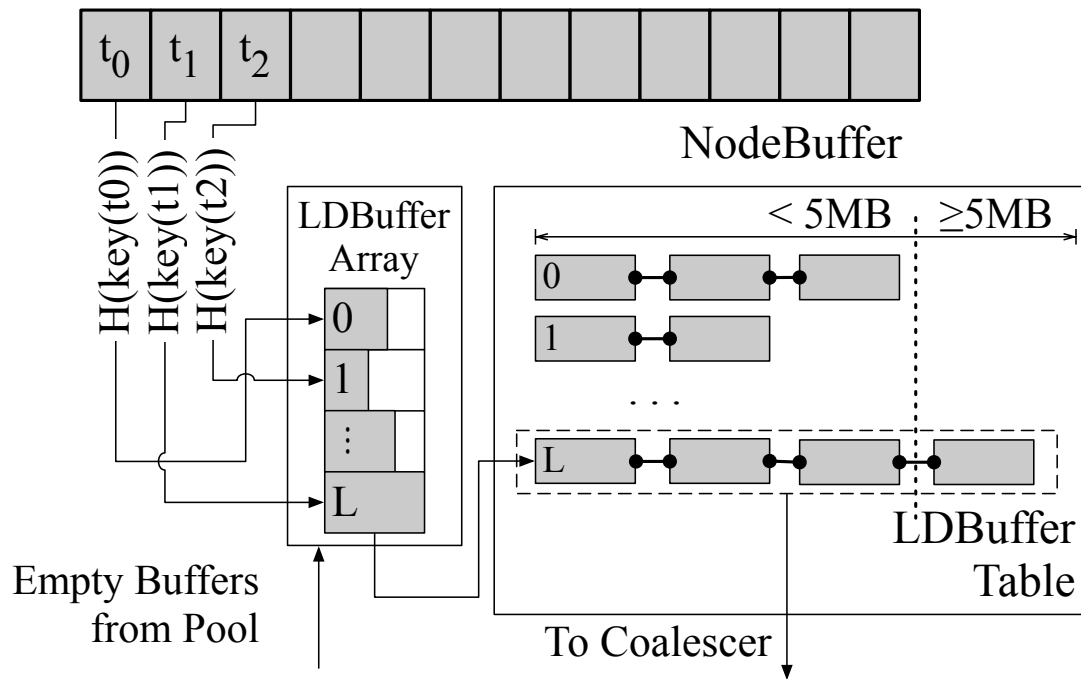 t0 t1 t2
NodeBuffer
H(key(t0))
H(key(t1))
H(key(t2))
LDBuffer
Array
0
1
⋮
L
< 5MB ≥5MB
0
1
. . .
L
LDBuffer
Table
Empty Buffers
from Pool
To Coalescer